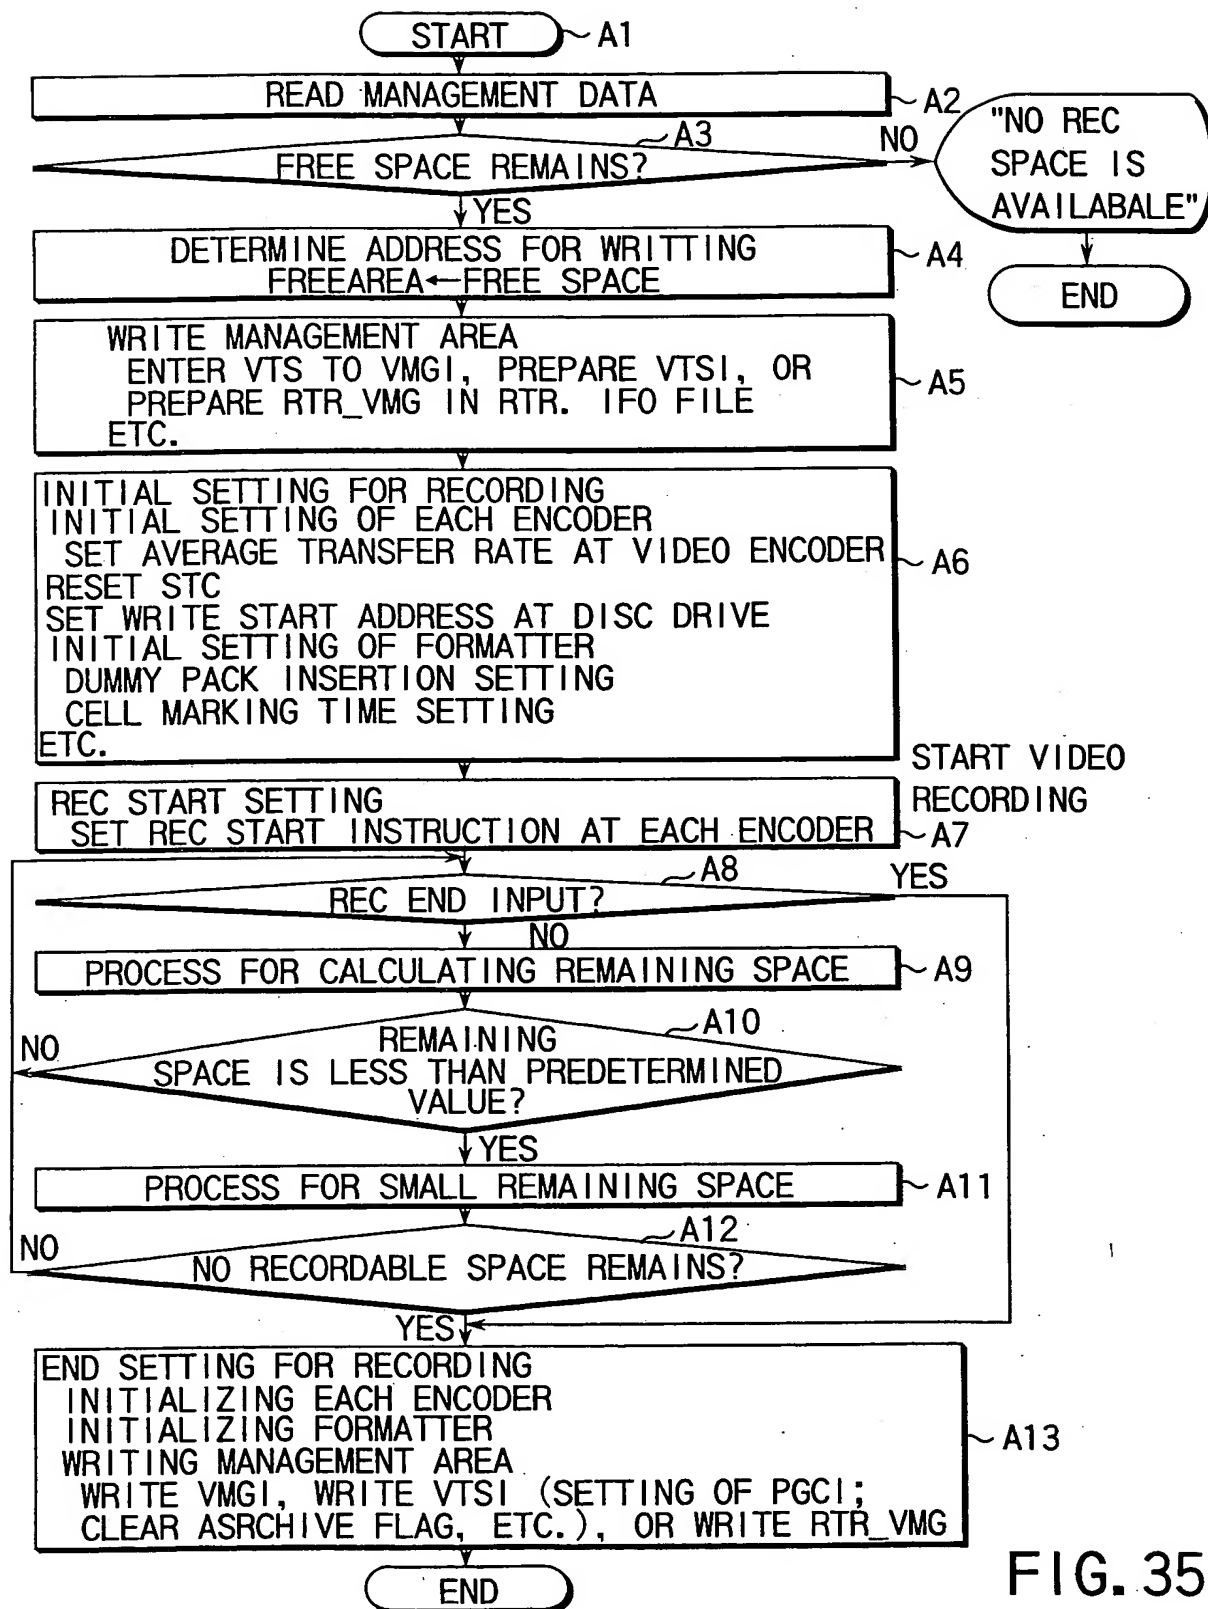 START
A1
READ MANAGEMENT DATA
A2
A3
FREE SPACE REMAINS?
NO
"NO REC
SPACE IS
AVAILABALE"
END
YES
DETERMINE ADDRESS FOR WRITTING
FREEAREA←FREE SPACE
A4
WRITE MANAGEMENT AREA
ENTER VTS TO VMGI, PREPARE VTSI, OR
PREPARE RTR_VMG IN RTR. IFO FILE
ETC.
A5
INITIAL SETTING FOR RECORDING
INITIAL SETTING OF EACH ENCODER
SET AVERAGE TRANSFER RATE AT VIDEO ENCODER
RESET STC
SET WRITE START ADDRESS AT DISC DRIVE
INITIAL SETTING OF FORMATTER
DUMMY PACK INSERTION SETTING
CELL MARKING TIME SETTING
ETC.
A6
START VIDEO
RECORDING
REC START SETTING
SET REC START INSTRUCTION AT EACH ENCODER
A7
A8
REC END INPUT?
YES
NO
PROCESS FOR CALCULATING REMAINING SPACE
A9
A10
REMAINING
SPACE IS LESS THAN PREDETERMINED
VALUE?
NO
YES
PROCESS FOR SMALL REMAINING SPACE
A11
A12
NO RECORDABLE SPACE REMAINS?
NO
YES
END SETTING FOR RECORDING
INITIALIZING EACH ENCODER
INITIALIZING FORMATTER
WRITING MANAGEMENT AREA
WRITE VMGI, WRITE VTSI (SETTING OF PGCI;
CLEAR ASRCHIVE FLAG, ETC.), OR WRITE RTR_VMG
A13
END
FIG. 35